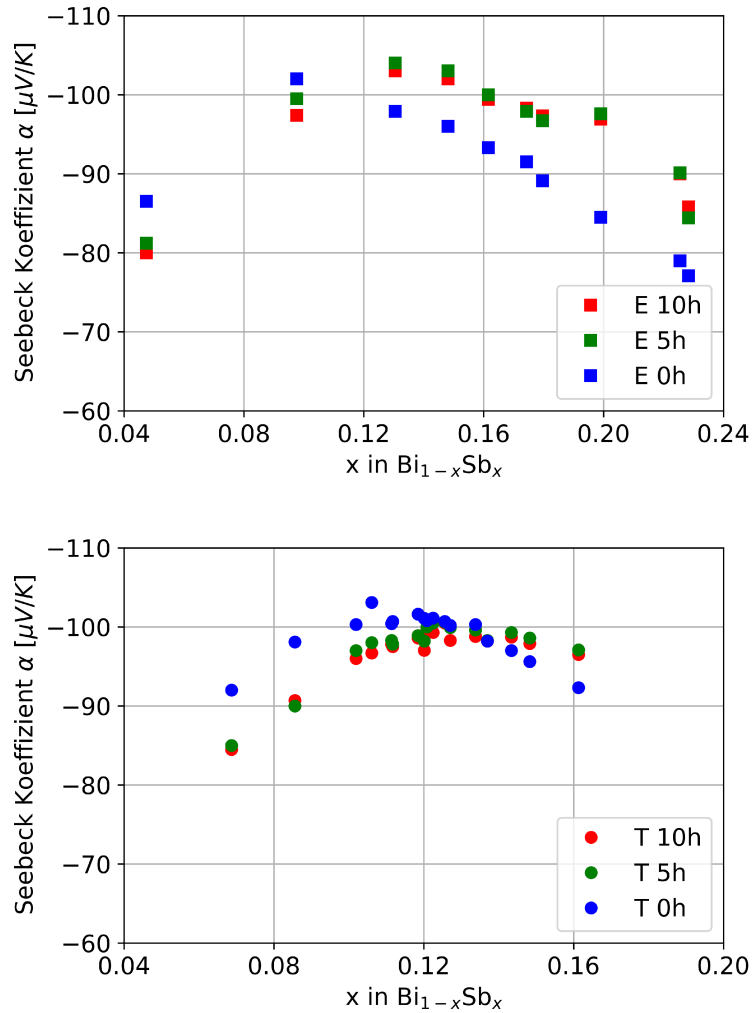 −110
−100
−90
−80
−70
−60
Seebeck Koeffizient α [μV/K]
E 10h
E 5h
E 0h
0.04 0.08 0.12 0.16 0.20 0.24
x in Bi₁₋ₓSbₓ
−110
−100
−90
−80
−70
−60
Seebeck Koeffizient α [μV/K]
T 10h
T 5h
T 0h
0.04 0.08 0.12 0.16 0.20
x in Bi₁₋ₓSbₓ